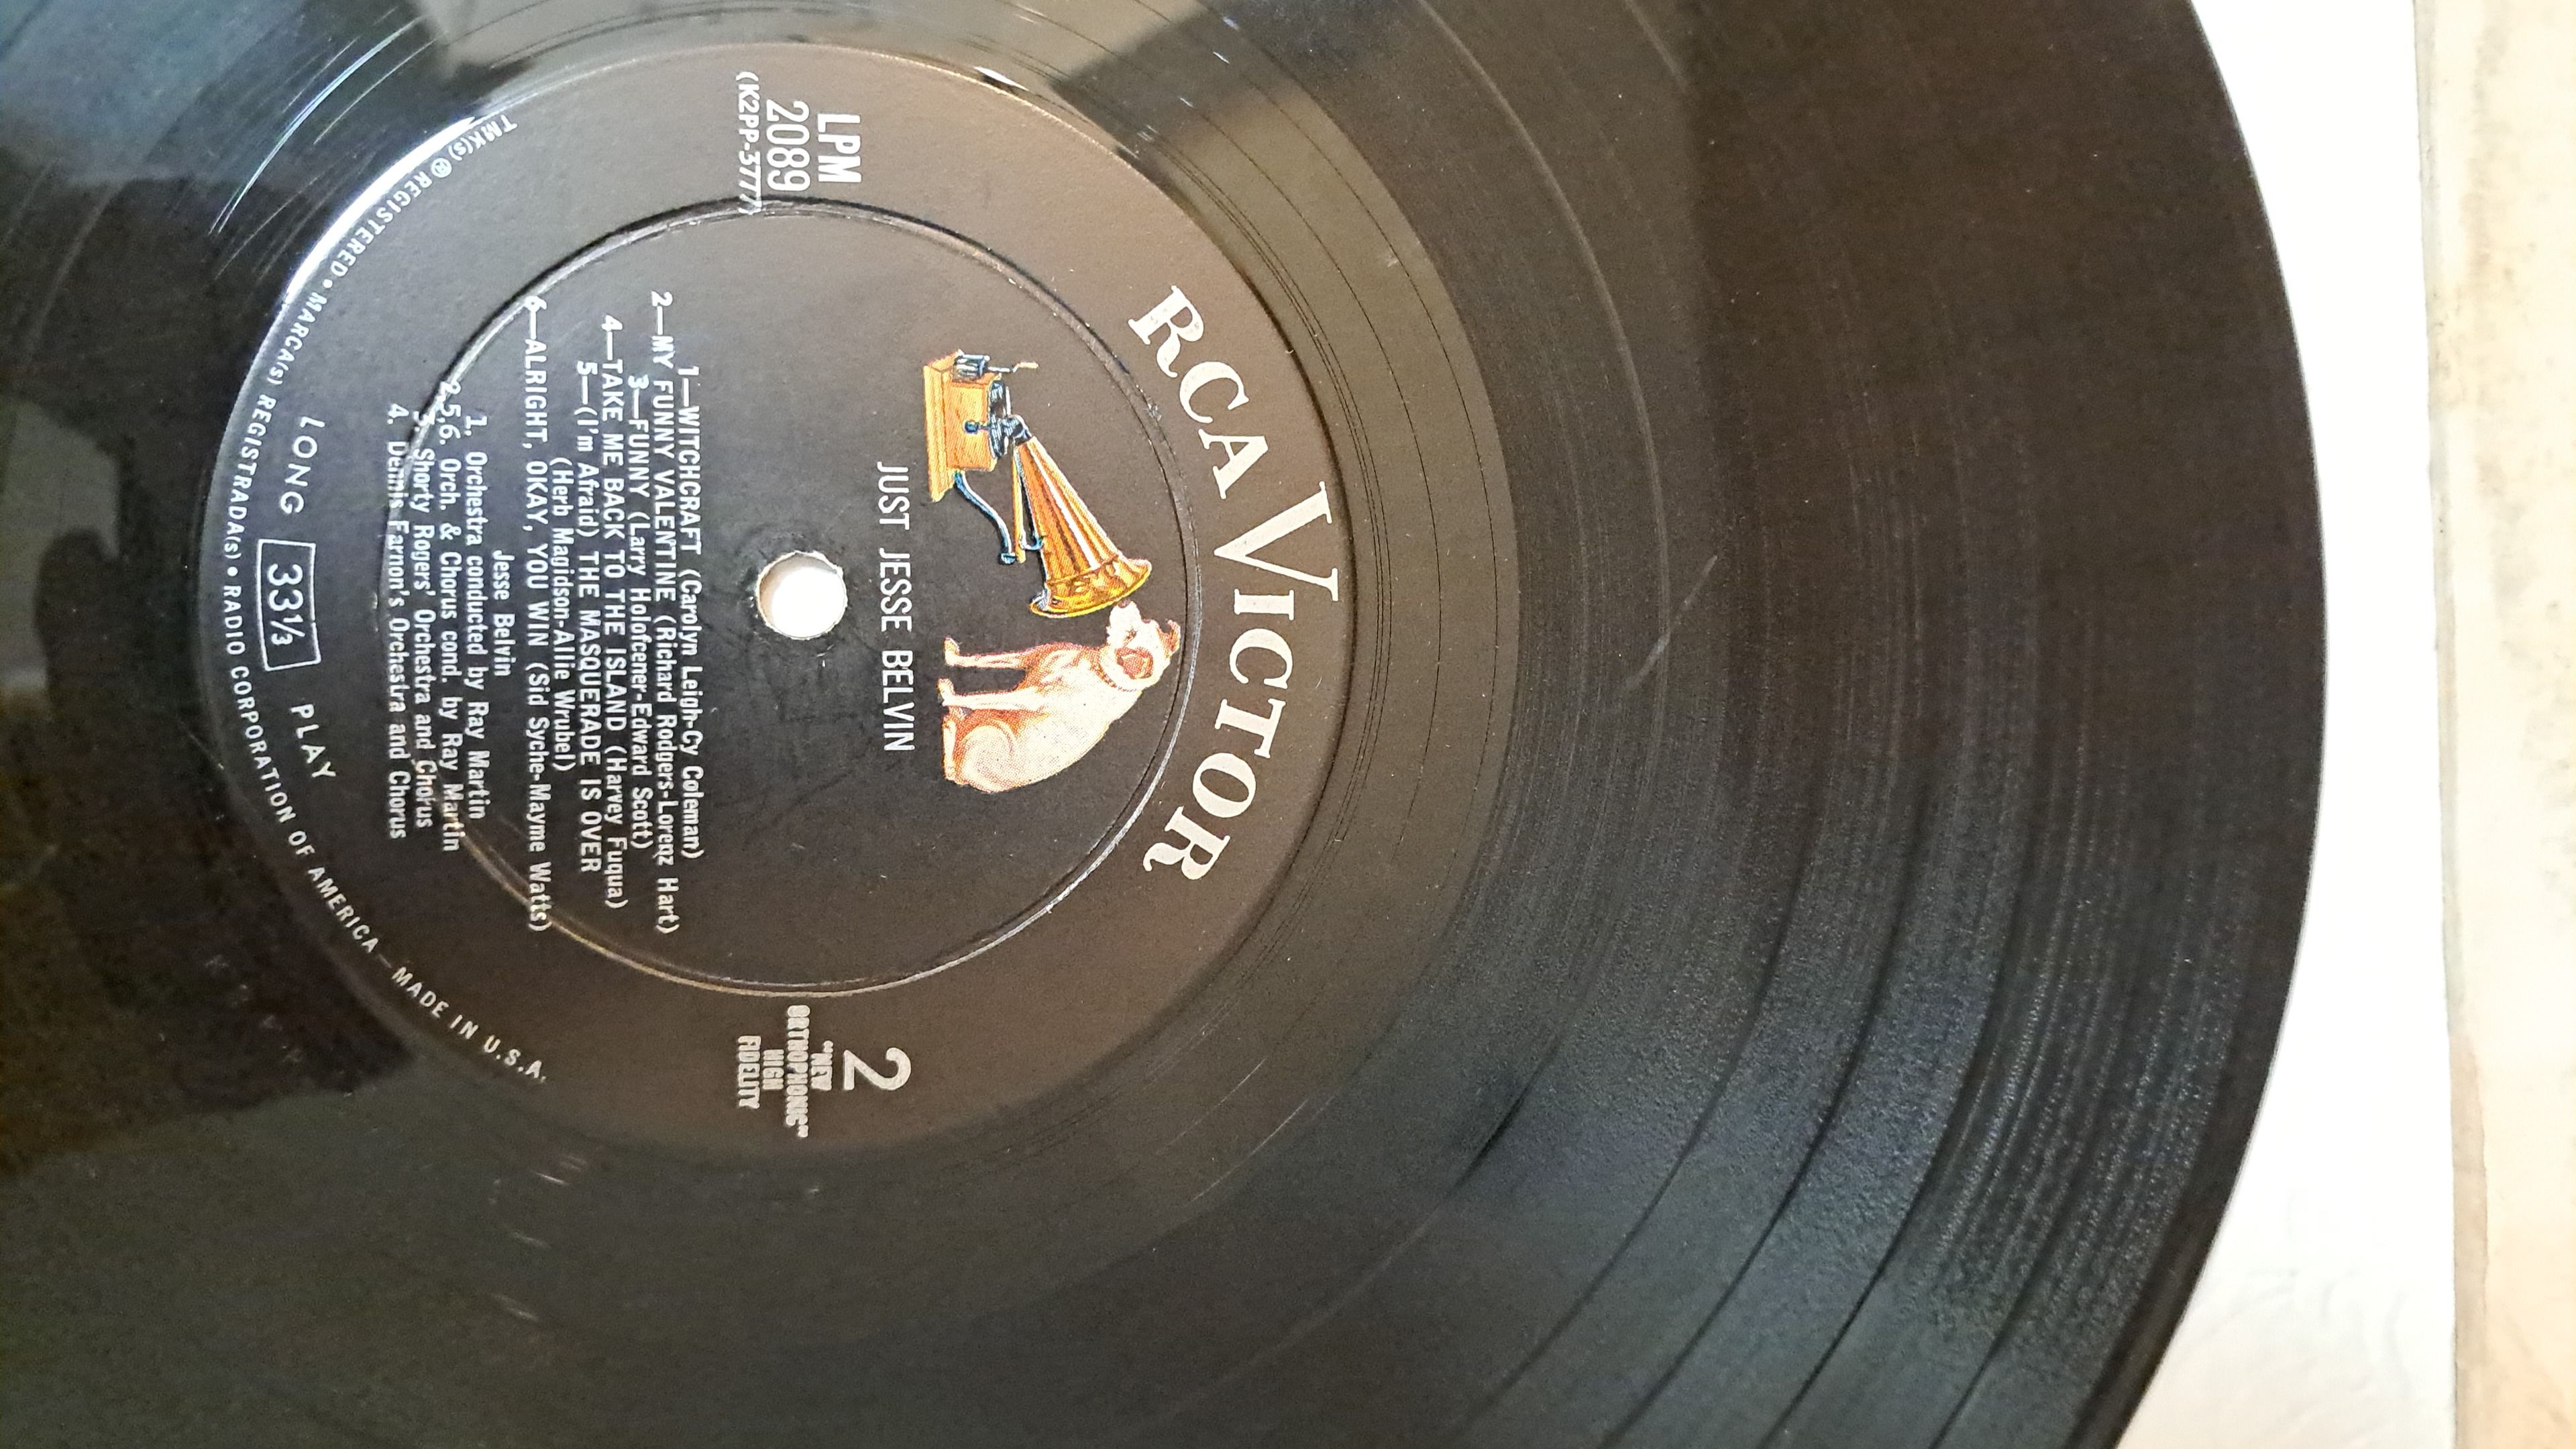 RCA VICTOR
LPM
2089
(K2PP-3777)
JUST JESSE BELVIN
2
"NEW
ORTHOPHONIC"
HIGH
FIDELITY
1—WITCHCRAFT (Carolyn Leigh-Cy Coleman)
2—MY FUNNY VALENTINE (Richard Rodgers-Lorenz Hart)
3—FUNNY (Larry Holofcener-Edward Scott)
4—TAKE ME BACK TO THE ISLAND (Harvey Fuqua)
5—(I'm Afraid) THE MASQUERADE IS OVER
(Herb Magidson-Allie Wrubel)
6—ALRIGHT, OKAY, YOU WIN (Sid Syche-Mayme Watts)
Jesse Belvin
1. Orchestra conducted by Ray Martin
2,5,6. Orch. & Chorus cond. by Ray Martin
3. Shorty Rogers' Orchestra and Chorus
4. Dennis Farnon's Orchestra and Chorus
LONG 33⅓ PLAY
TMK(s) ® REGISTERED • MARCA(s) REGISTRADA(s) • RADIO CORPORATION OF AMERICA—MADE IN U.S.A.